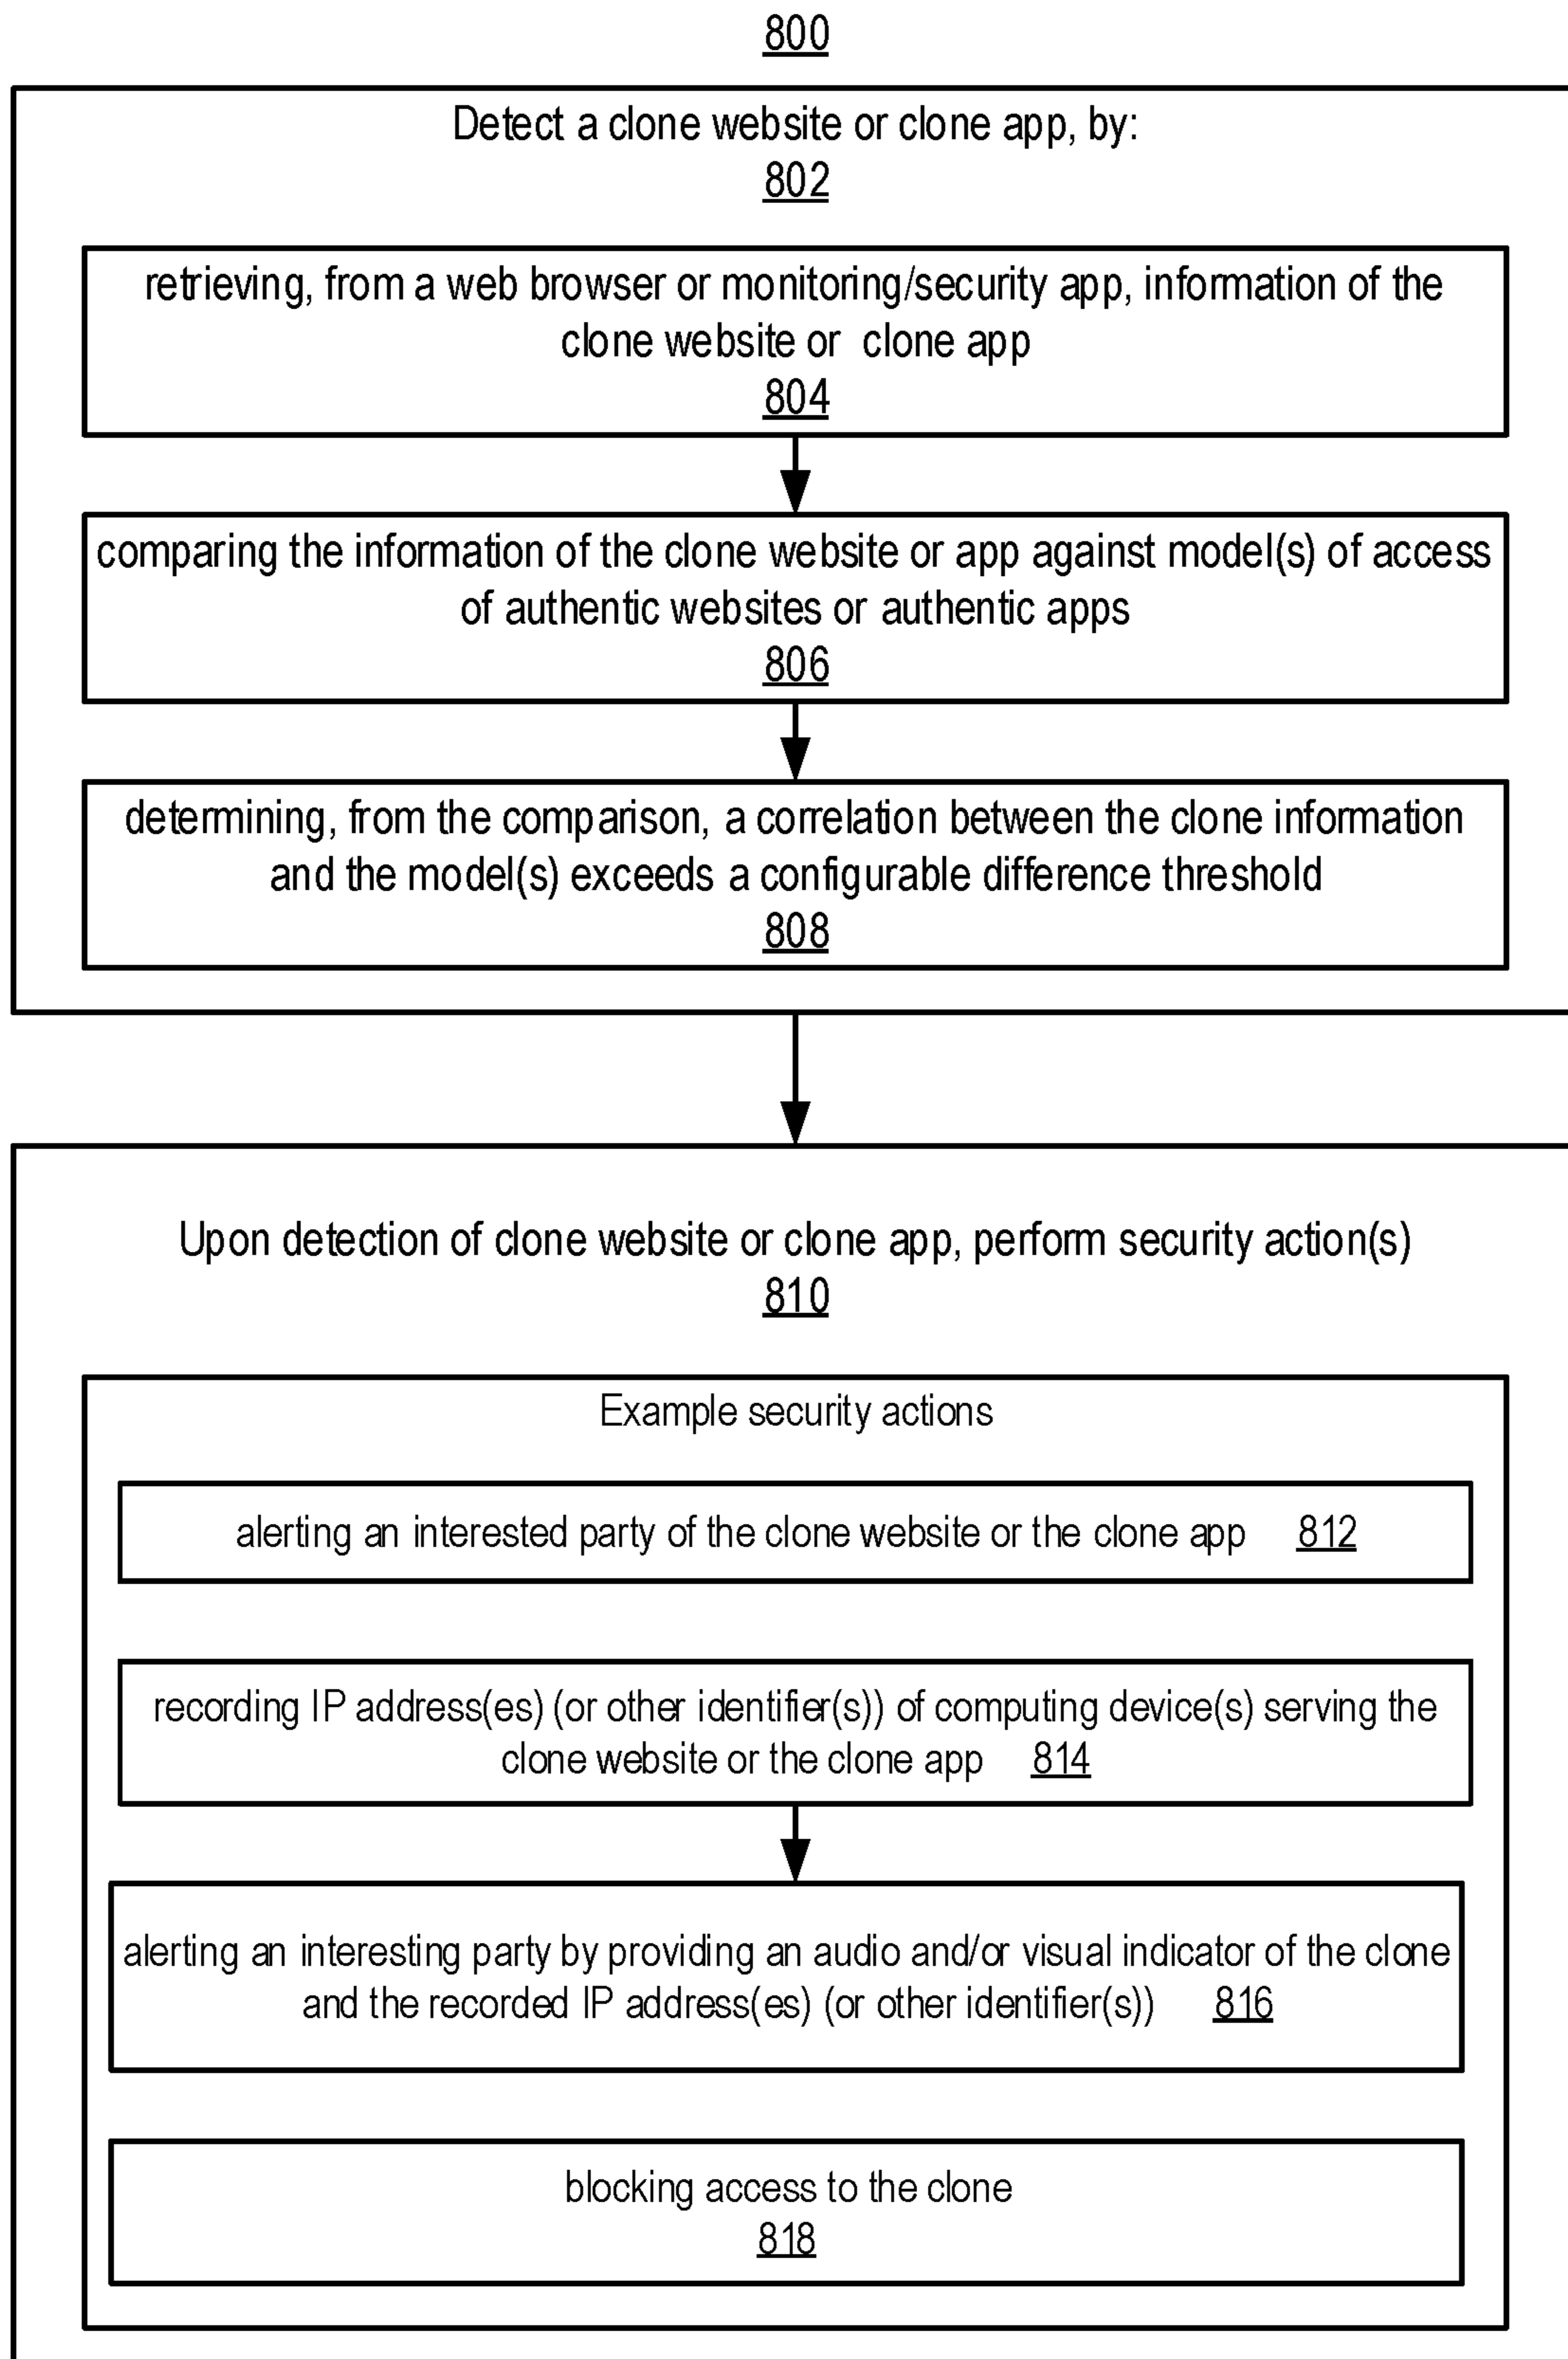 800
Detect a clone website or clone app, by:
802
retrieving, from a web browser or monitoring/security app, information of the
clone website or clone app
804
comparing the information of the clone website or app against model(s) of access
of authentic websites or authentic apps
806
determining, from the comparison, a correlation between the clone information
and the model(s) exceeds a configurable difference threshold
808
Upon detection of clone website or clone app, perform security action(s)
810
Example security actions
alerting an interested party of the clone website or the clone app 812
recording IP address(es) (or other identifier(s)) of computing device(s) serving the
clone website or the clone app 814
alerting an interesting party by providing an audio and/or visual indicator of the clone
and the recorded IP address(es) (or other identifier(s)) 816
blocking access to the clone
818